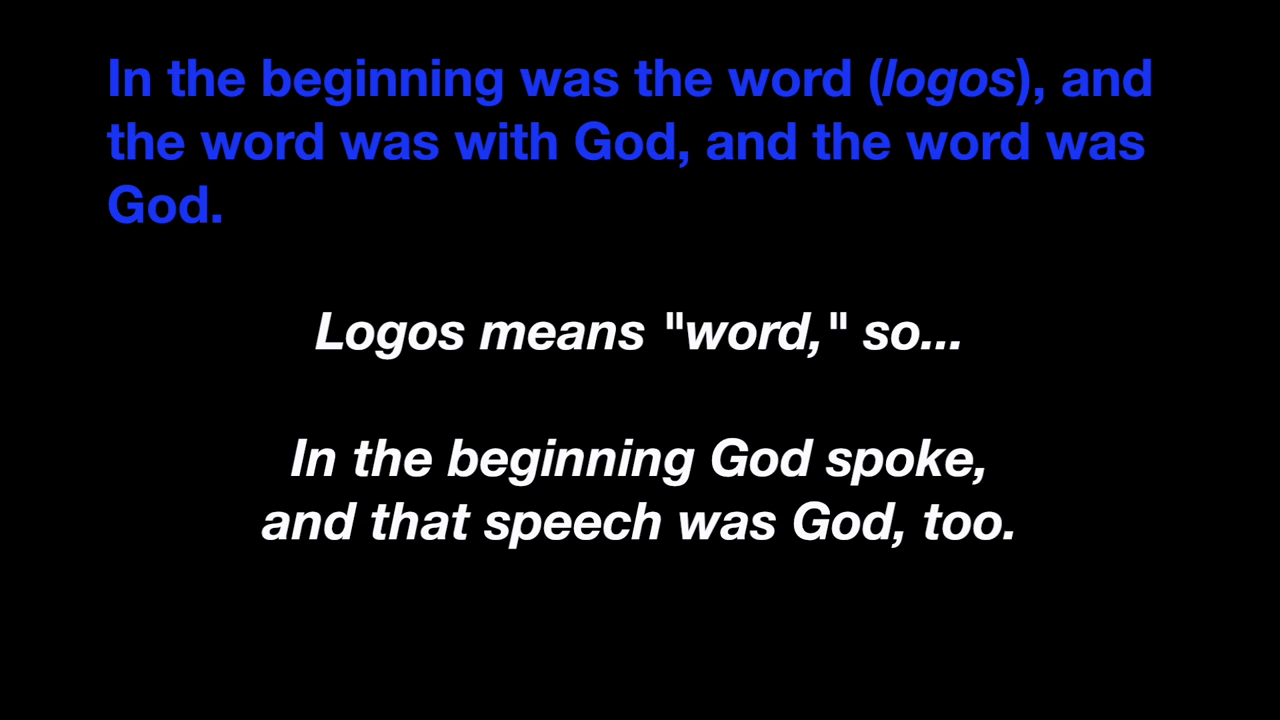 In the beginning was the word (logos), and
the word was with God, and the word was
God.
Logos means "word," so...
In the beginning God spoke,
and that speech was God, too.